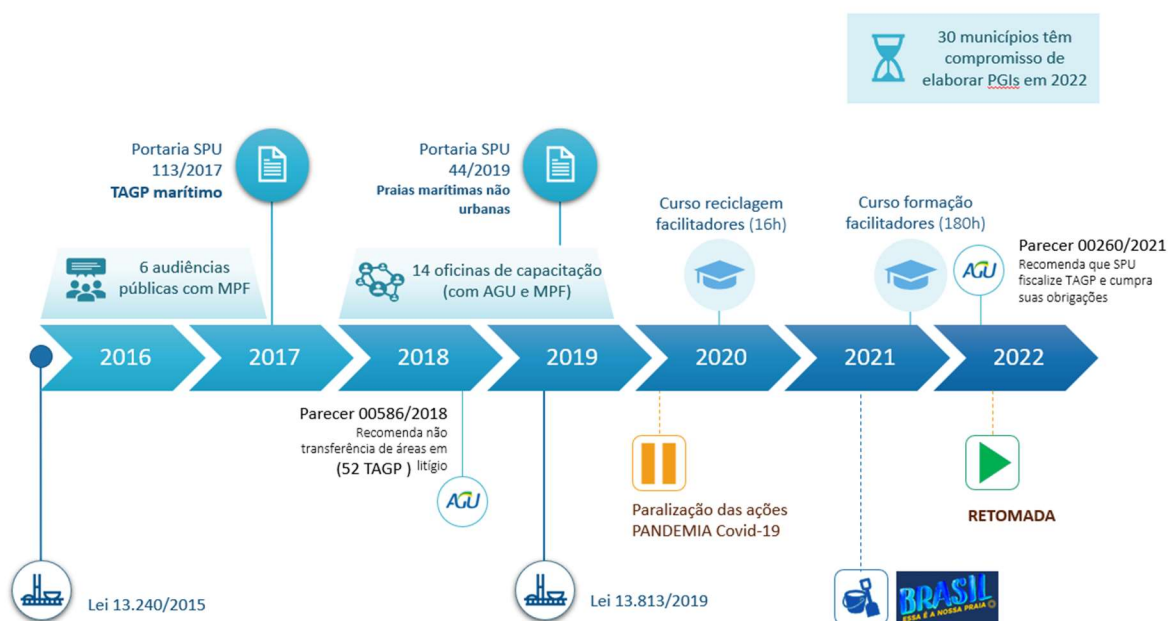 30 municípios têm
compromisso de
elaborar PGIs em 2022
Portaria SPU
113/2017
TAGP marítimo
Portaria SPU
44/2019
Praias marítimas não
urbanas
Curso reciclagem
facilitadores (16h)
Curso formação
facilitadores (180h)
AGU
Parecer 00260/2021
Recomenda que SPU
fiscalize TAGP e cumpra
suas obrigações
6 audiências
públicas com MPF
14 oficinas de capacitação
(com AGU e MPF)
2016
2017
2018
2019
2020
2021
2022
Parecer 00586/2018
Recomenda não
transferência de áreas em
(52 TAGP ) litígio
AGU
Paralização das ações
PANDEMIA Covid-19
RETOMADA
Lei 13.240/2015
Lei 13.813/2019
BRASIL
ESSA É A NOSSA PRAIA